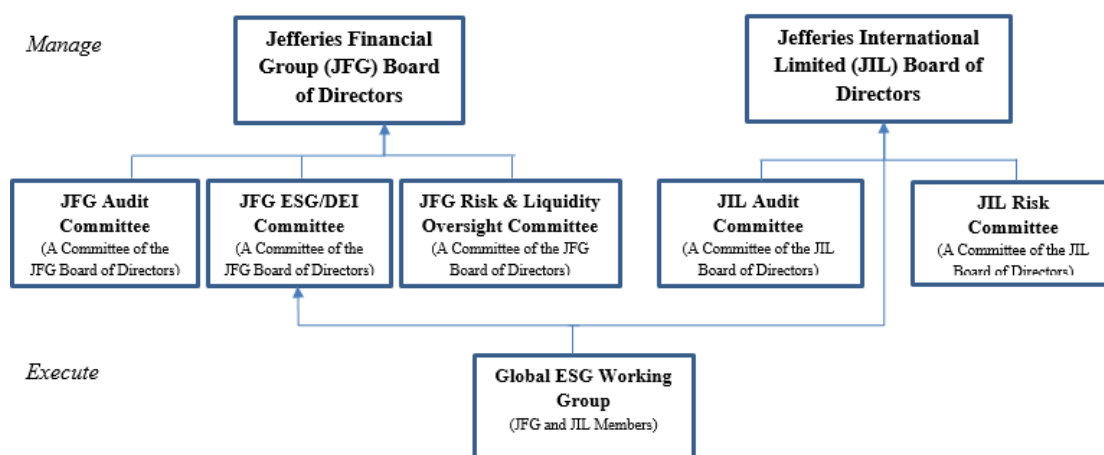 Manage
Jefferies Financial
Group (JFG) Board
of Directors
Jefferies International
Limited (JIL) Board of
Directors
JFG Audit
Committee
(A Committee of the
JFG Board of Directors)
JFG ESG/DEI
Committee
(A Committee of the
JFG Board of Directors)
JFG Risk & Liquidity
Oversight Committee
(A Committee of the JFG
Board of Directors)
JIL Audit
Committee
(A Committee of the JIL
Board of Directors)
JIL Risk
Committee
(A Committee of the JIL
Board of Directors)
Execute
Global ESG Working
Group
(JFG and JIL Members)